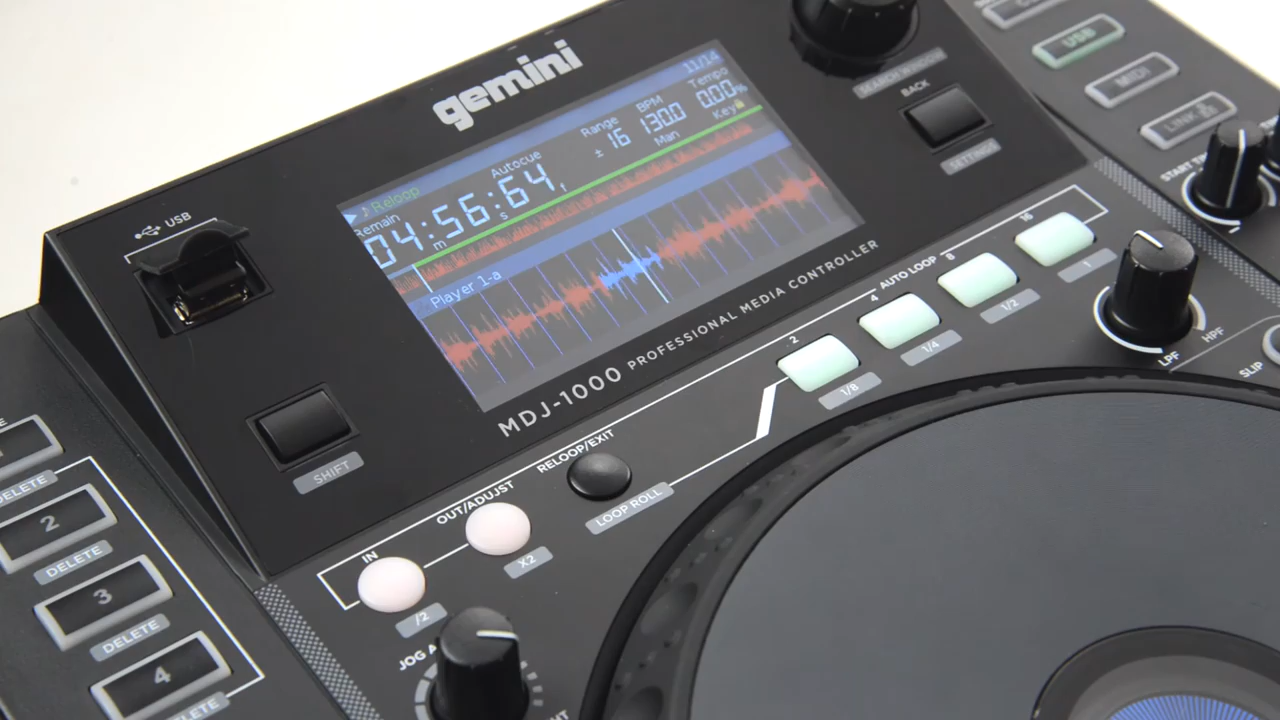 gemini
11/14
Reloop
Remain
Autocue
Range
BPM
Tempo
04:56:64
m
s
f
± 16
130.0
0.00%
Man
Key
Player 1-a
MDJ-1000 PROFESSIONAL MEDIA CONTROLLER
USB
SHIFT
SEARCH WINDOW
BACK
SETTINGS
USB
MIDI
LINK
AUTO LOOP
2
4
8
16
1/8
1/4
1/2
1
LPF
HPF
SLIP
IN
OUT/ADJUST
RELOOP/EXIT
/2
X2
LOOP ROLL
DELETE
2
DELETE
3
DELETE
4
DELETE
JOG